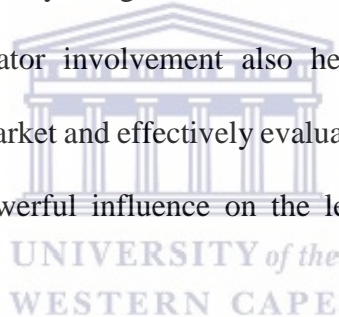 ator involvement also he
arket and effectively evalua
werful influence on the le
UNIVERSITY of the
WESTERN CAPE